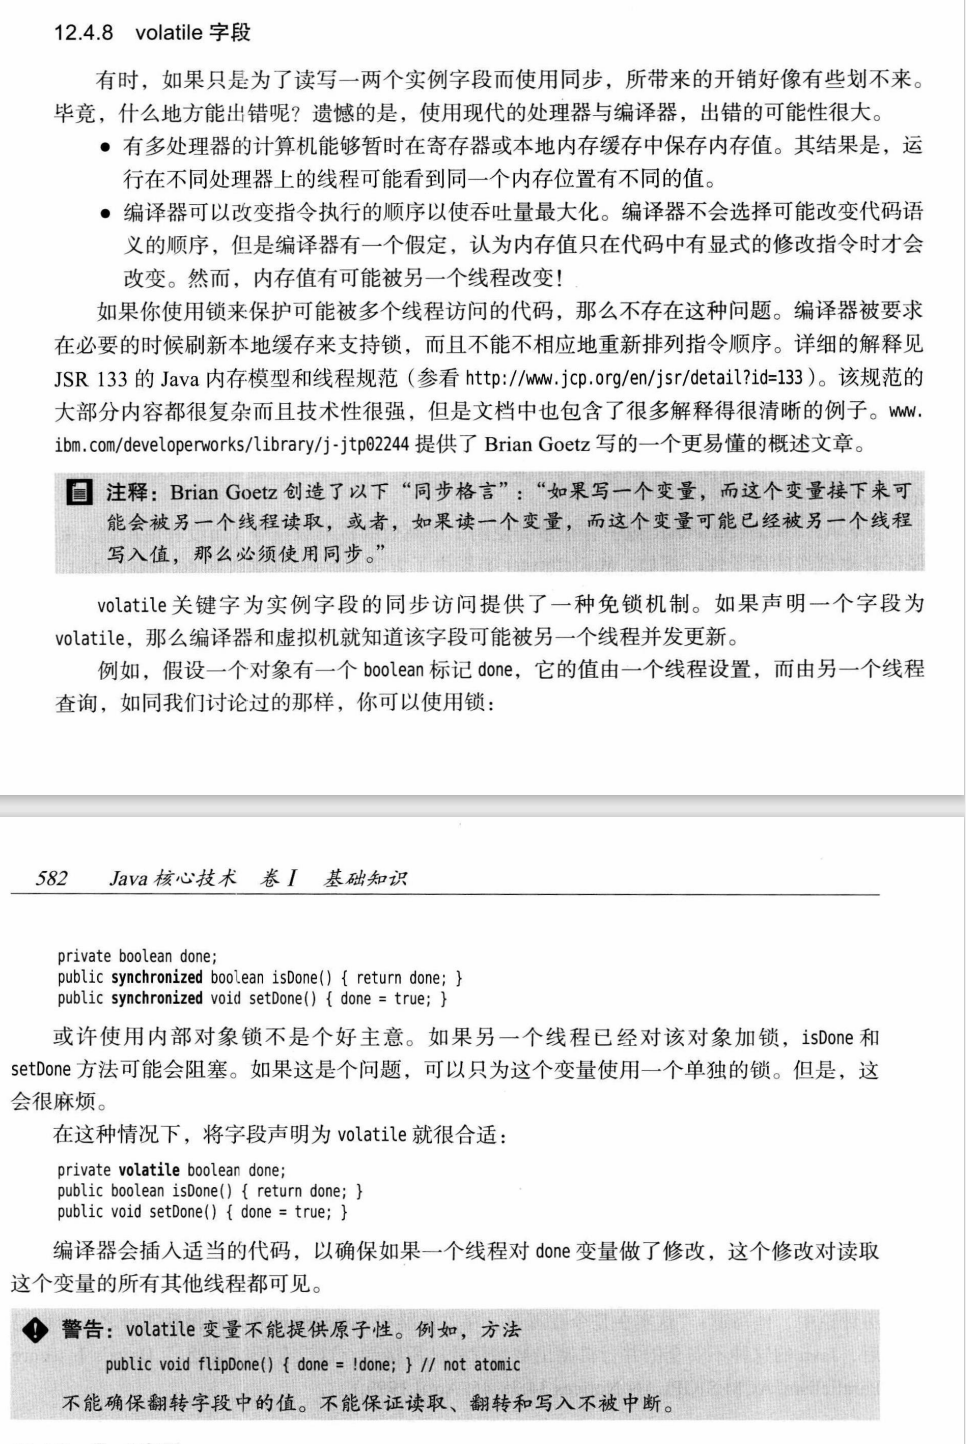 12.4.8 volatile 字段
有时，如果只是为了读写一两个实例字段而使用同步，所带来的开销好像有些划不来。
毕竟，什么地方能出错呢？遗憾的是，使用现代的处理器与编译器，出错的可能性很大。
● 有多处理器的计算机能够暂时在寄存器或本地内存缓存中保存内存值。其结果是，运
行在不同处理器上的线程可能看到同一个内存位置有不同的值。
● 编译器可以改变指令执行的顺序以使吞吐量最大化。编译器不会选择可能改变代码语
义的顺序，但是编译器有一个假定，认为内存值只在代码中有显式的修改指令时才会
改变。然而，内存值有可能被另一个线程改变！
如果你使用锁来保护可能被多个线程访问的代码，那么不存在这种问题。编译器被要求
在必要的时候刷新本地缓存来支持锁，而且不能不相应地重新排列指令顺序。详细的解释见
JSR 133 的 Java 内存模型和线程规范（参看 http://www.jcp.org/en/jsr/detail?id=133）。该规范的
大部分内容都很复杂而且技术性很强，但是文档中也包含了很多解释得很清晰的例子。www.
ibm.com/developerworks/library/j-jtp02244 提供了 Brian Goetz 写的一个更易懂的概述文章。
注释：Brian Goetz 创造了以下“同步格言”：“如果写一个变量，而这个变量接下来可
能会被另一个线程读取，或者，如果读一个变量，而这个变量可能已经被另一个线程
写入值，那么必须使用同步。”
volatile 关键字为实例字段的同步访问提供了一种免锁机制。如果声明一个字段为
volatile，那么编译器和虚拟机就知道该字段可能被另一个线程并发更新。
例如，假设一个对象有一个 boolean 标记 done，它的值由一个线程设置，而由另一个线程
查询，如同我们讨论过的那样，你可以使用锁：
582 Java 核心技术 卷 I 基础知识
private boolean done;
public synchronized boolean isDone() { return done; }
public synchronized void setDone() { done = true; }
或许使用内部对象锁不是个好主意。如果另一个线程已经对该对象加锁，isDone 和
setDone 方法可能会阻塞。如果这是个问题，可以只为这个变量使用一个单独的锁。但是，这
会很麻烦。
在这种情况下，将字段声明为 volatile 就很合适：
private volatile boolean done;
public boolean isDone() { return done; }
public void setDone() { done = true; }
编译器会插入适当的代码，以确保如果一个线程对 done 变量做了修改，这个修改对读取
这个变量的所有其他线程都可见。
警告：volatile 变量不能提供原子性。例如，方法
public void flipDone() { done = !done; } // not atomic
不能确保翻转字段中的值。不能保证读取、翻转和写入不被中断。